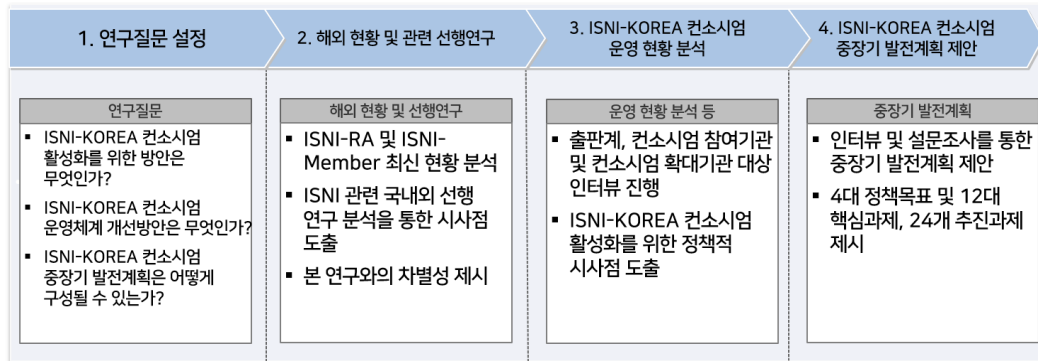 1. 연구질문 설정
2. 해외 현황 및 관련 선행연구
3. ISNI-KOREA 컨소시엄
운영 현황 분석
4. ISNI-KOREA 컨소시엄
중장기 발전계획 제안
연구질문
▪ ISNI-KOREA 컨소시엄
활성화를 위한 방안은
무엇인가?
▪ ISNI-KOREA 컨소시엄
운영체계 개선방안은 무엇인가?
▪ ISNI-KOREA 컨소시엄
중장기 발전계획은 어떻게
구성될 수 있는가?
해외 현황 및 선행연구
▪ ISNI-RA 및 ISNI-
Member 최신 현황 분석
▪ ISNI 관련 국내외 선행
연구 분석을 통한 시사점
도출
▪ 본 연구와의 차별성 제시
운영 현황 분석 등
▪ 출판계, 컨소시엄 참여기관
및 컨소시엄 확대기관 대상
인터뷰 진행
▪ ISNI-KOREA 컨소시엄
활성화를 위한 정책적
시사점 도출
중장기 발전계획
▪ 인터뷰 및 설문조사를 통한
중장기 발전계획 제안
▪ 4대 정책목표 및 12대
핵심과제, 24개 추진과제
제시